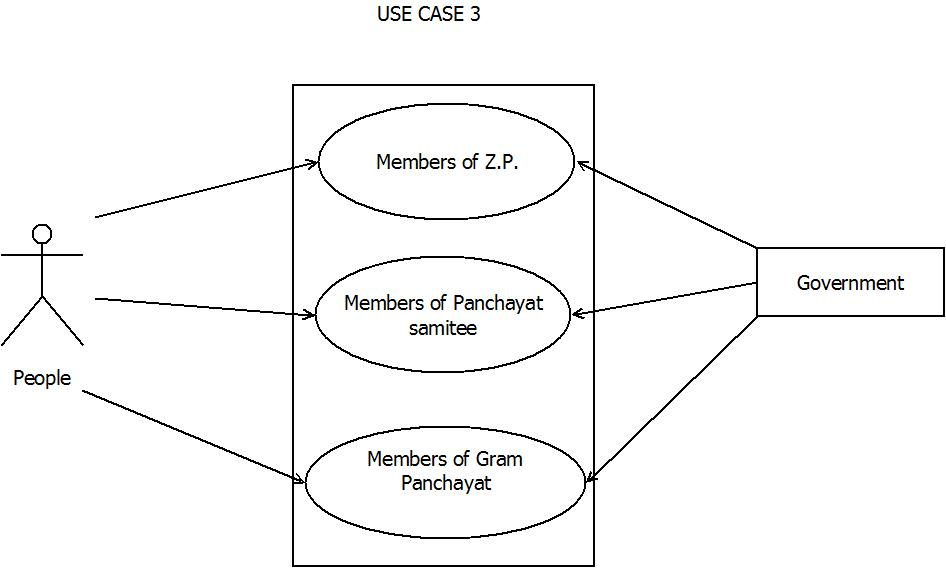 USE CASE 3
Members of Z.P.
Members of Panchayat
samitee
Government
People
Members of Gram
Panchayat